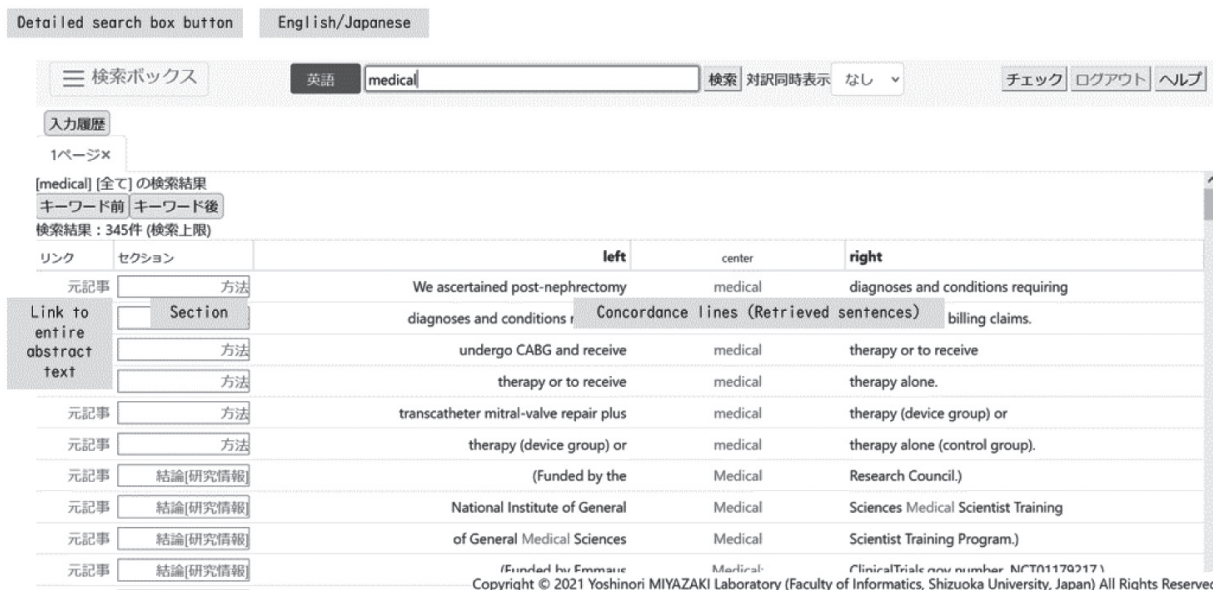 Detailed search box button English/Japanese
検索ボックス 英語 medical 検索 対訳同時表示 なし チェック ログアウト ヘルプ
入力履歴
1ページ×
[medical] [全て] の検索結果
キーワード前 キーワード後
検索結果：345件 (検索上限)
リンク セクション left center right
元記事 方法 We ascertained post-nephrectomy medical diagnoses and conditions requiring
Link to entire abstract text
Section
diagnoses and conditions
Concordance lines (Retrieved sentences)
billing claims.
方法 undergo CABG and receive medical therapy or to receive
方法 therapy or to receive medical therapy alone.
元記事 方法 transcatheter mitral-valve repair plus medical therapy (device group) or
元記事 方法 therapy (device group) or medical therapy alone (control group).
元記事 結論[研究情報] (Funded by the Medical Research Council.)
元記事 結論[研究情報] National Institute of General Medical Sciences Medical Scientist Training
元記事 結論[研究情報] of General Medical Sciences Medical Scientist Training Program.)
元記事 結論[研究情報] (Funded by Emmaus Medical; ClinicalTrials.gov number, NCT01179217.)
Copyright © 2021 Yoshinori MIYAZAKI Laboratory (Faculty of Informatics, Shizuoka University, Japan) All Rights Reserved